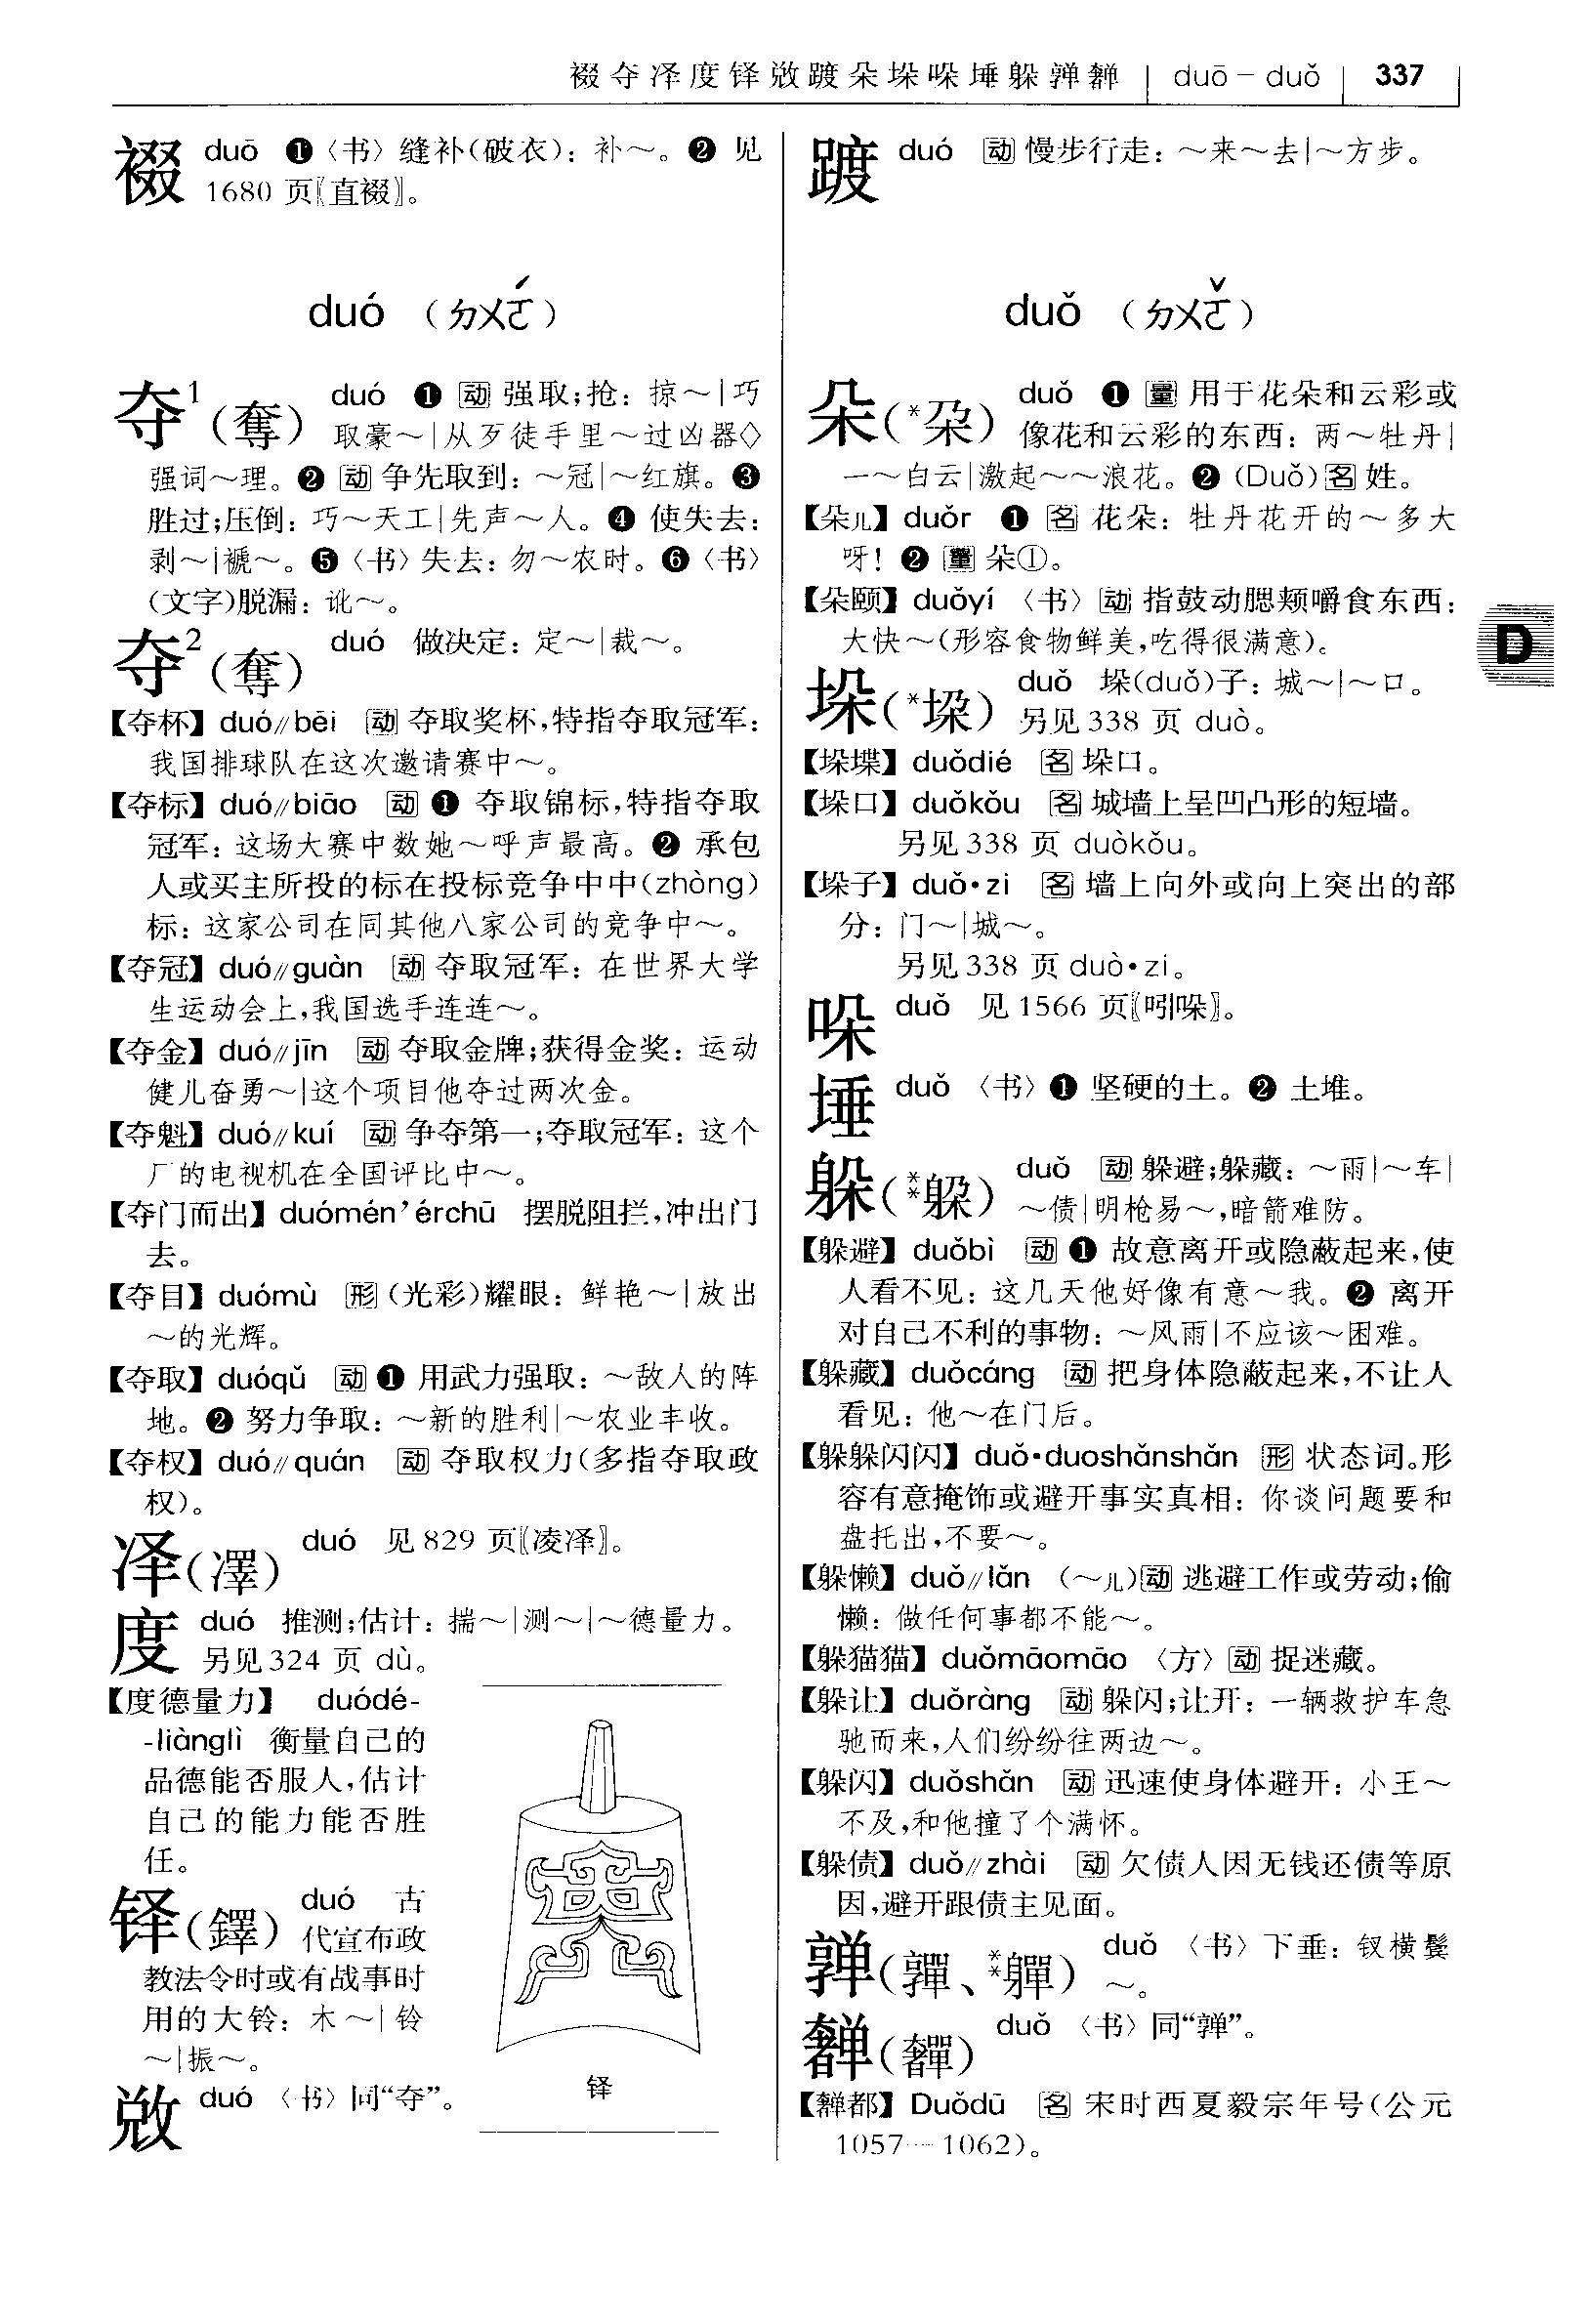 裰夺𠗂度铎敚踱朵垛哚埵躲亸䍴 duō – duǒ 337
裰 duō ❶〈书〉缝补(破衣)：补～。❷ 见
1680 页〖直裰〗。
duó （ㄉㄨㄛˊ）
夺¹(奪) duó ❶ 动 强取;抢：掠～|巧
取豪～|从歹徒手里～过凶器◇
强词～理。❷ 动 争先取到：～冠|～红旗。❸
胜过;压倒：巧～天工|先声～人。❹ 使失去：
剥～|褫～。❺〈书〉失去：勿～农时。❻〈书〉
(文字)脱漏：讹～。
夺²(奪) duó 做决定：定～|裁～。
【夺杯】duó∥bēi 动 夺取奖杯,特指夺取冠军：
我国排球队在这次邀请赛中～。
【夺标】duó∥biāo 动 ❶ 夺取锦标,特指夺取
冠军：这场大赛中数她～呼声最高。❷ 承包
人或买主所投的标在投标竞争中中(zhòng)
标：这家公司在同其他八家公司的竞争中～。
【夺冠】duó∥guàn 动 夺取冠军：在世界大学
生运动会上,我国选手连连～。
【夺金】duó∥jīn 动 夺取金牌;获得金奖：运动
健儿奋勇～|这个项目他夺过两次金。
【夺魁】duó∥kuí 动 争夺第一;夺取冠军：这个
厂的电视机在全国评比中～。
【夺门而出】duómén’érchū 摆脱阻拦,冲出门
去。
【夺目】duómù 形 (光彩)耀眼：鲜艳～|放出
～的光辉。
【夺取】duóqǔ 动 ❶ 用武力强取：～敌人的阵
地。❷ 努力争取：～新的胜利|～农业丰收。
【夺权】duó∥quán 动 夺取权力(多指夺取政
权)。
(澤) duó 见 829 页〖凌〗。
度 duó 推测;估计：揣～|测～|～德量力。
另见324 页 dù。
【度德量力】 duódé-
-liànglì 衡量自己的
品德能否服人,估计
自己的能力能否胜
任。
铎(鐸) duó 古
代宣布政
教法令时或有战事时
用的大铃：木～|铃
～|振～。
敚 duó 〈书〉同“夺”。
铎
踱 duó 动 慢步行走：～来～去|～方步。
duǒ （ㄉㄨㄛˇ）
朵(*朶) duǒ ❶ 量 用于花朵和云彩或
像花和云彩的东西：两～牡丹|
一～白云|激起～～浪花。❷ (Duǒ)名 姓。
【朵儿】duǒr ❶ 名 花朵：牡丹花开的～多大
呀！❷ 量 朵①。
【朵颐】duǒyí 〈书〉动 指鼓动腮颊嚼食东西：
大快～(形容食物鲜美,吃得很满意)。
垛(*垜) duǒ 垛(duǒ)子：城～|～口。
另见338 页 duò。
【垛堞】duǒdié 名 垛口。
【垛口】duǒkǒu 名 城墙上呈凹凸形的短墙。
另见338 页 duòkǒu。
【垛子】duǒ·zi 名 墙上向外或向上突出的部
分：门～|城～。
另见338 页 duò·zi。
哚 duǒ 见 1566 页〖吲哚〗。
埵 duǒ 〈书〉❶ 坚硬的土。❷ 土堆。
躲(⁑躱) duǒ 动 躲避;躲藏：～雨|～车|
～债|明枪易～,暗箭难防。
【躲避】duǒbì 动 ❶ 故意离开或隐蔽起来,使
人看不见：这几天他好像有意～我。❷ 离开
对自己不利的事物：～风雨|不应该～困难。
【躲藏】duǒcáng 动 把身体隐蔽起来,不让人
看见：他～在门后。
【躲躲闪闪】duǒ·duoshǎnshǎn 形 状态词。形
容有意掩饰或避开事实真相：你谈问题要和
盘托出,不要～。
【躲懒】duǒ∥lǎn (～儿)动 逃避工作或劳动;偷
懒：做任何事都不能～。
【躲猫猫】duǒmāomāo 〈方〉动 捉迷藏。
【躲让】duǒràng 动 躲闪;让开：一辆救护车急
驰而来,人们纷纷往两边～。
【躲闪】duǒshǎn 动 迅速使身体避开：小王～
不及,和他撞了个满怀。
【躲债】duǒ∥zhài 动 欠债人因无钱还债等原
因,避开跟债主见面。
亸(嚲、⁑軃) duǒ 〈书〉下垂：钗横鬓
～。
(奲) duǒ 〈书〉同“亸”。
【都】Duǒdū 名 宋时西夏毅宗年号(公元
1057—1062)。
D